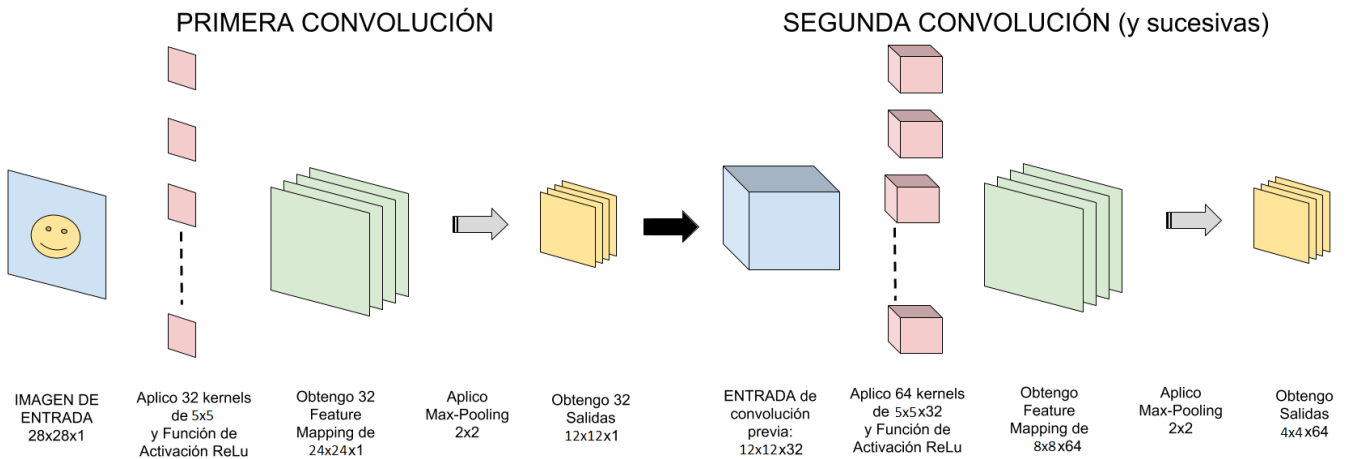 PRIMERA CONVOLUCIÓN
SEGUNDA CONVOLUCIÓN (y sucesivas)
IMAGEN DE
ENTRADA
28x28x1
Aplico 32 kernels
de 5x5
y Función de
Activación ReLu
Obtengo 32
Feature
Mapping de
24x24x1
Aplico
Max-Pooling
2x2
Obtengo 32
Salidas
12x12x1
ENTRADA de
convolución
previa:
12x12x32
Aplico 64 kernels
de 5x5x32
y Función de
Activación ReLu
Obtengo
Feature
Mapping de
8x8x64
Aplico
Max-Pooling
2x2
Obtengo
Salidas
4x4x64